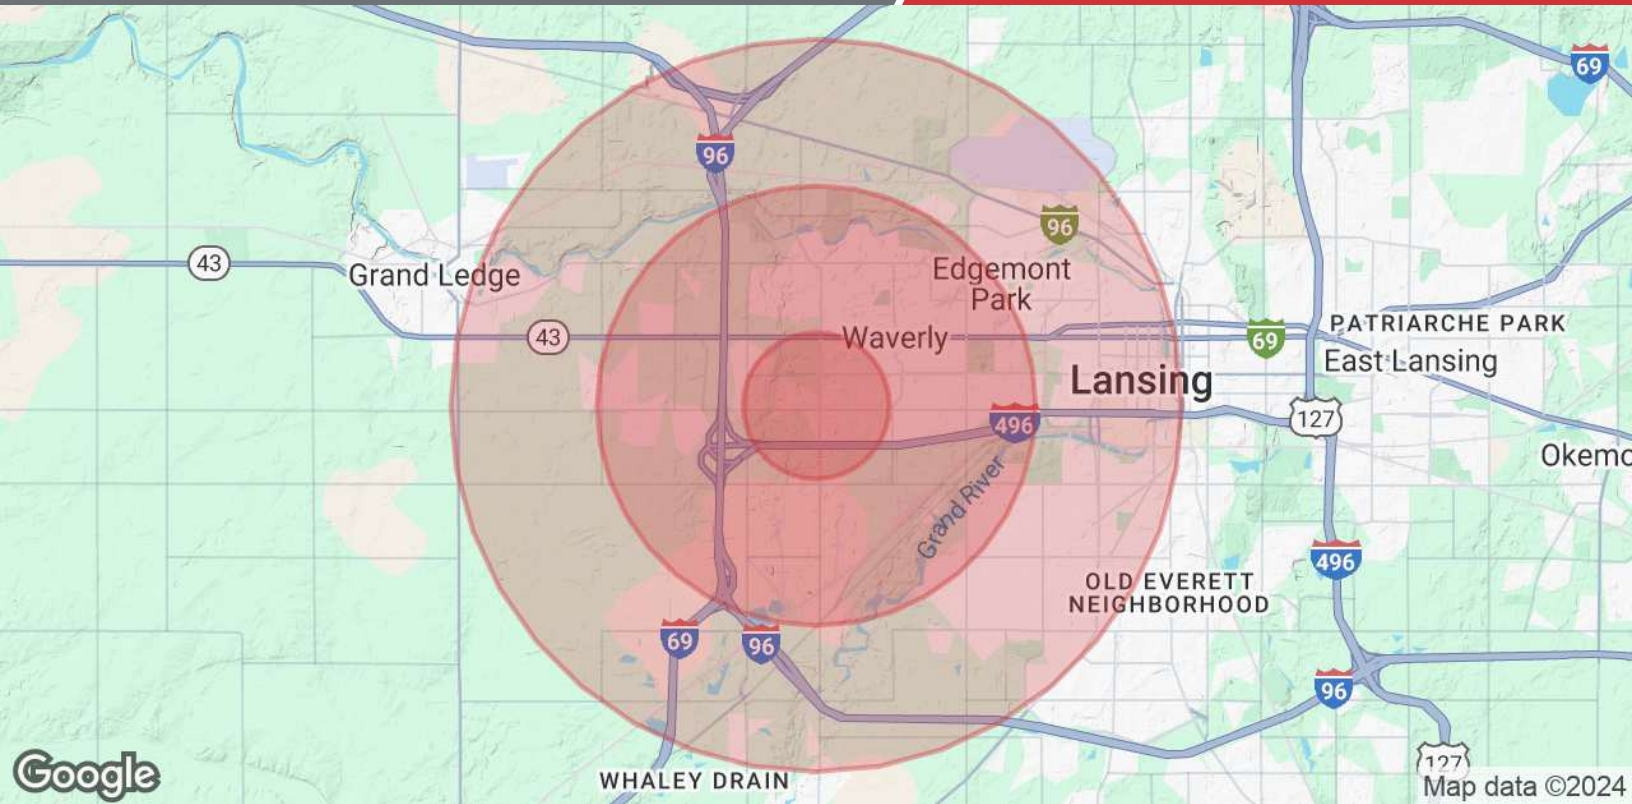 69
96
96
43
Grand Ledge
Edgemont
Park
43
Waverly
69
PATRIARCHE PARK
East Lansing
Lansing
127
496
Okemo
Grand River
496
OLD EVERETT
NEIGHBORHOOD
69
96
96
127
WHALEY DRAIN
Google
Map data ©2024